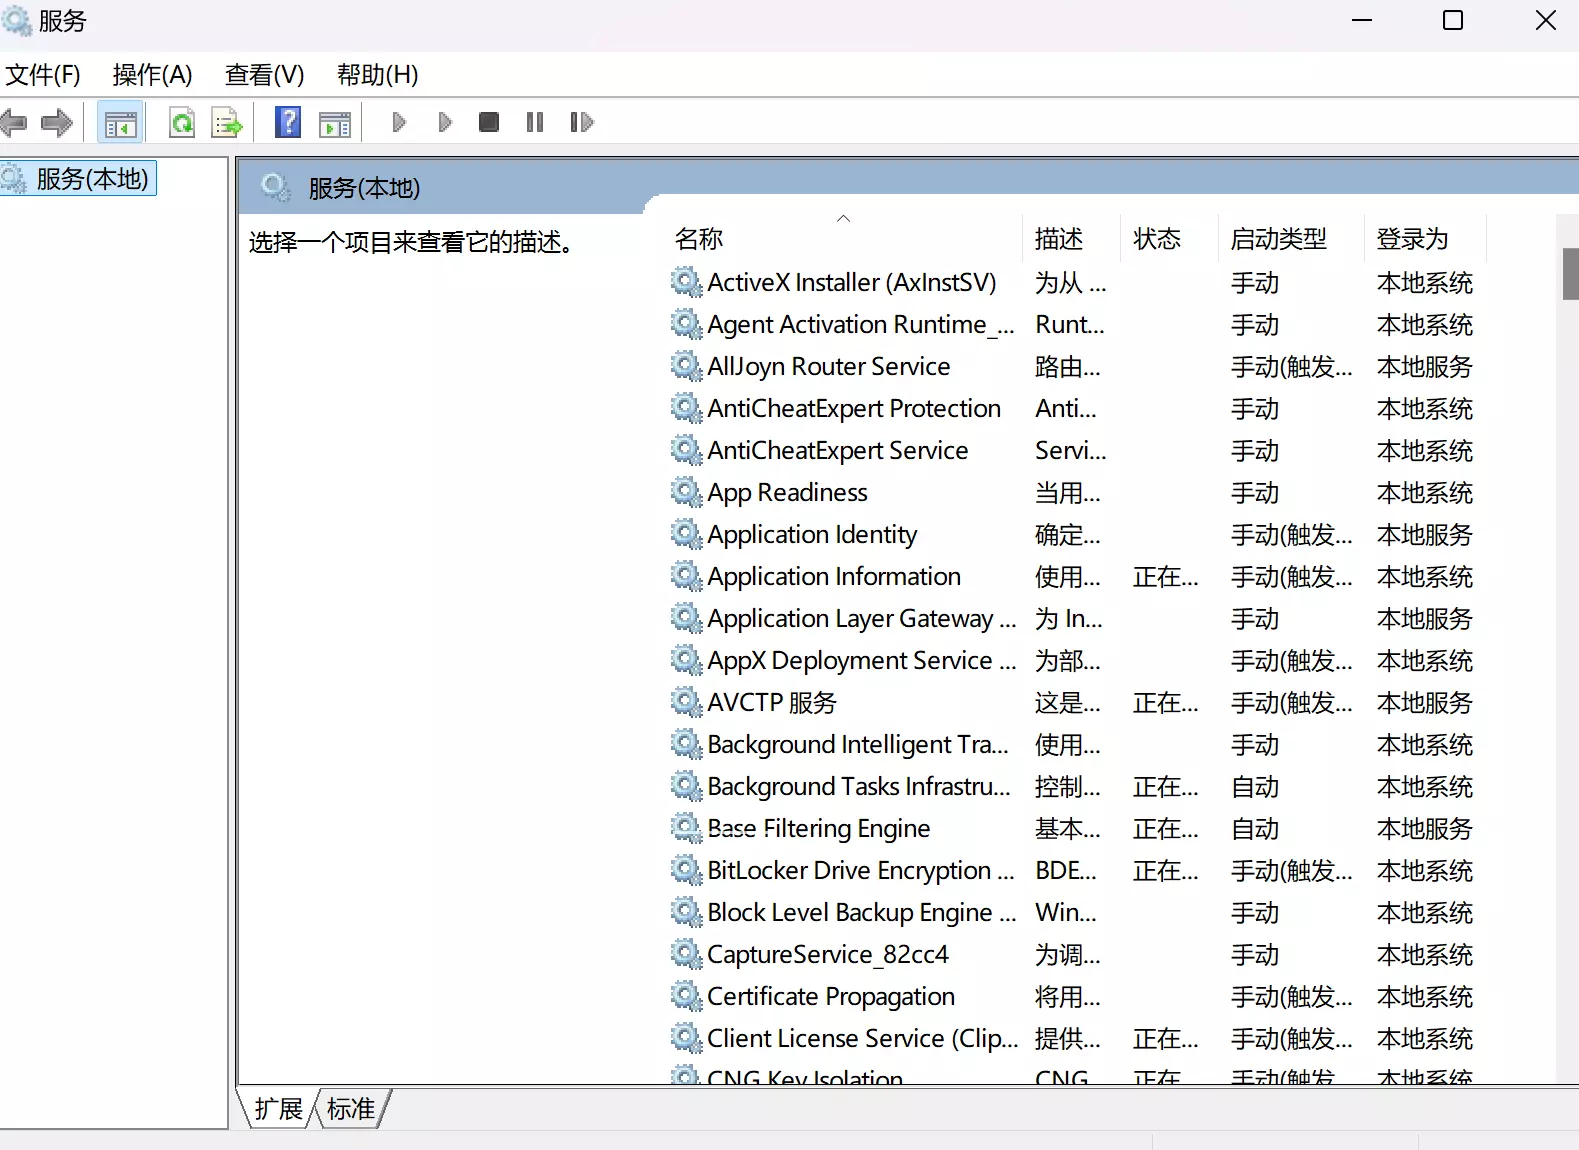 服务
文件(F) 操作(A) 查看(V) 帮助(H)
服务(本地)
服务(本地)
选择一个项目来查看它的描述。
名称 描述 状态 启动类型 登录为
ActiveX Installer (AxInstSV) 为从 ... 手动 本地系统
Agent Activation Runtime_... Runt... 手动 本地系统
AllJoyn Router Service 路由... 手动(触发... 本地服务
AntiCheatExpert Protection Anti... 手动 本地系统
AntiCheatExpert Service Servi... 手动 本地系统
App Readiness 当用... 手动 本地系统
Application Identity 确定... 手动(触发... 本地服务
Application Information 使用... 正在... 手动(触发... 本地系统
Application Layer Gateway ... 为 In... 手动 本地服务
AppX Deployment Service ... 为部... 手动(触发... 本地系统
AVCTP 服务 这是... 正在... 手动(触发... 本地服务
Background Intelligent Tra... 使用... 手动 本地系统
Background Tasks Infrastru... 控制... 正在... 自动 本地系统
Base Filtering Engine 基本... 正在... 自动 本地服务
BitLocker Drive Encryption ... BDE... 正在... 手动(触发... 本地系统
Block Level Backup Engine ... Win... 手动 本地系统
CaptureService_82cc4 为调... 手动 本地系统
Certificate Propagation 将用... 手动(触发... 本地系统
Client License Service (Clip... 提供... 正在... 手动(触发... 本地系统
CNG Key Isolation CNG 正在 手动(触发 本地系统
扩展 标准